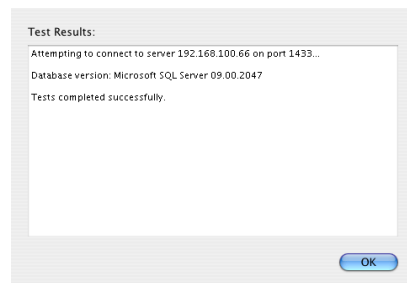 Test Results:
Attempting to connect to server 192.168.100.66 on port 1433...
Database version: Microsoft SQL Server 09.00.2047
Tests completed successfully.
OK